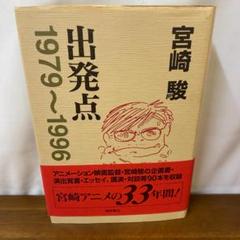 宮崎 駿
出発点
1979〜1996
アニメーション映画監督・宮崎駿の企画書・
演出覚書・エッセイ、講演・対談等90本を収録
宮崎アニメの33年間!